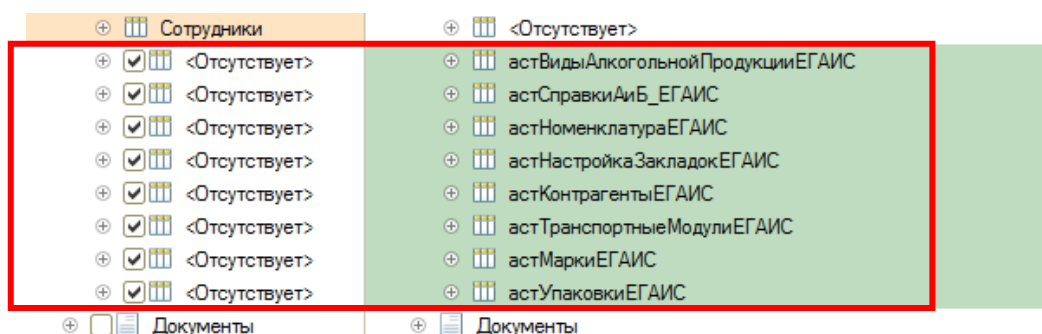 Сотрудники <Отсутствует>
<Отсутствует> астВидыАлкогольнойПродукцииЕГАИС
<Отсутствует> астСправкиАиБ_ЕГАИС
<Отсутствует> астНоменклатураЕГАИС
<Отсутствует> астНастройкаЗакладокЕГАИС
<Отсутствует> астКонтрагентыЕГАИС
<Отсутствует> астТранспортныеМодулиЕГАИС
<Отсутствует> астМаркиЕГАИС
<Отсутствует> астУпаковкиЕГАИС
Документы Документы